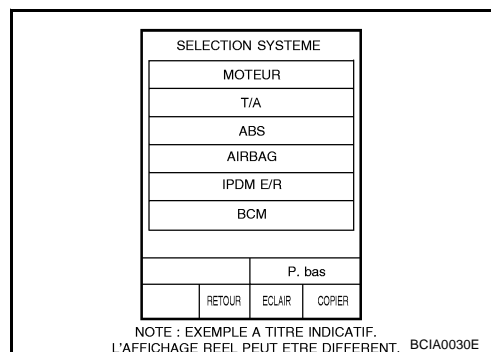 SELECTION SYSTEME
MOTEUR
T/A
ABS
AIRBAG
IPDM E/R
BCM
P. bas
RETOUR ECLAIR COPIER
NOTE : EXEMPLE A TITRE INDICATIF.
L'AFFICHAGE REEL PEUT ETRE DIFFERENT. BCIA0030E